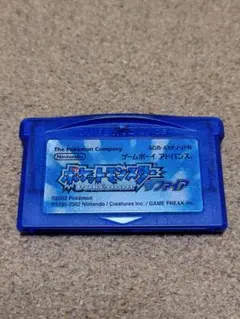 The Pokémon Company
AGB-AXPJ-JPN
Nintendo
ゲームボーイ アドバンス
ポケットモンスター
サファイア
©2002 Pokémon
©1995-2002 Nintendo / Creatures inc. / GAME FREAK inc.